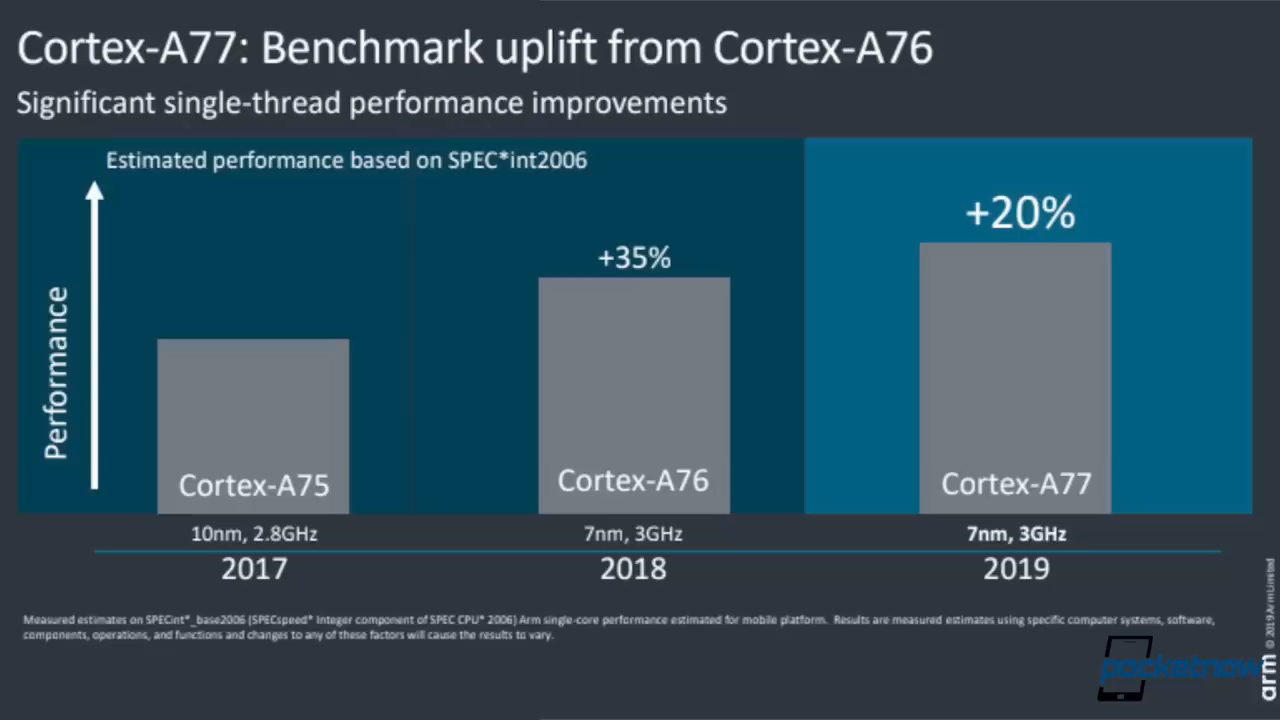 Cortex-A77: Benchmark uplift from Cortex-A76
Significant single-thread performance improvements
Estimated performance based on SPEC*int2006
Performance
+35%
+20%
Cortex-A75
Cortex-A76
Cortex-A77
10nm, 2.8GHz
7nm, 3GHz
7nm, 3GHz
2017
2018
2019
Measured estimates on SPECint*_base2006 (SPECspeed* Integer component of SPEC CPU* 2006) Arm single-core performance estimated for mobile platform. Results are measured estimates using specific computer systems, software,
components, operations, and functions and changes to any of these factors will cause the results to vary.
arm © 2019 Arm Limited
pocketnow